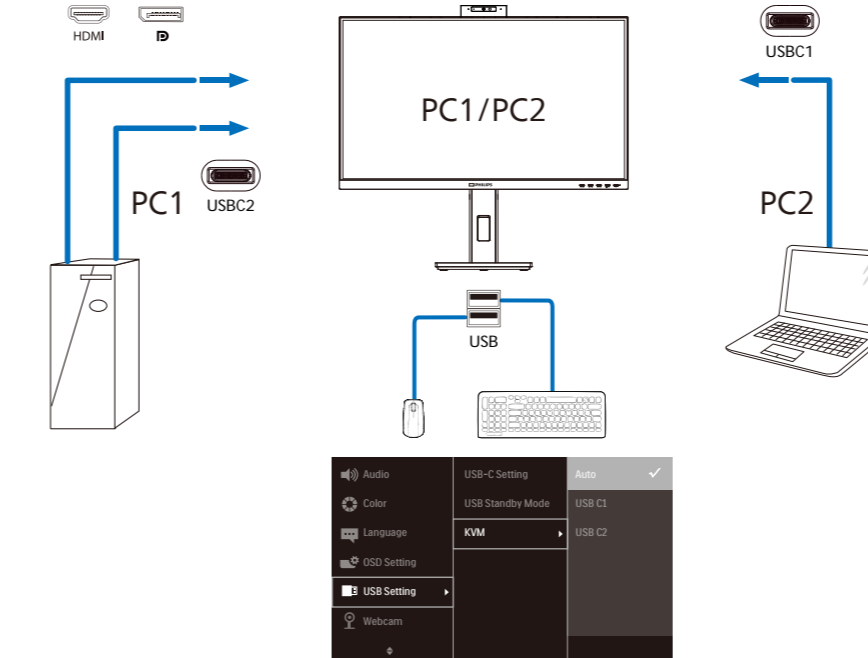 HDMI
USBC1
PC1/PC2
PC1
USBC2
PHILIPS
PC2
USB
Audio
Color
Language
OSD Setting
USB Setting
Webcam
USB-C Setting
USB Standby Mode
KVM
Auto
USB C1
USB C2